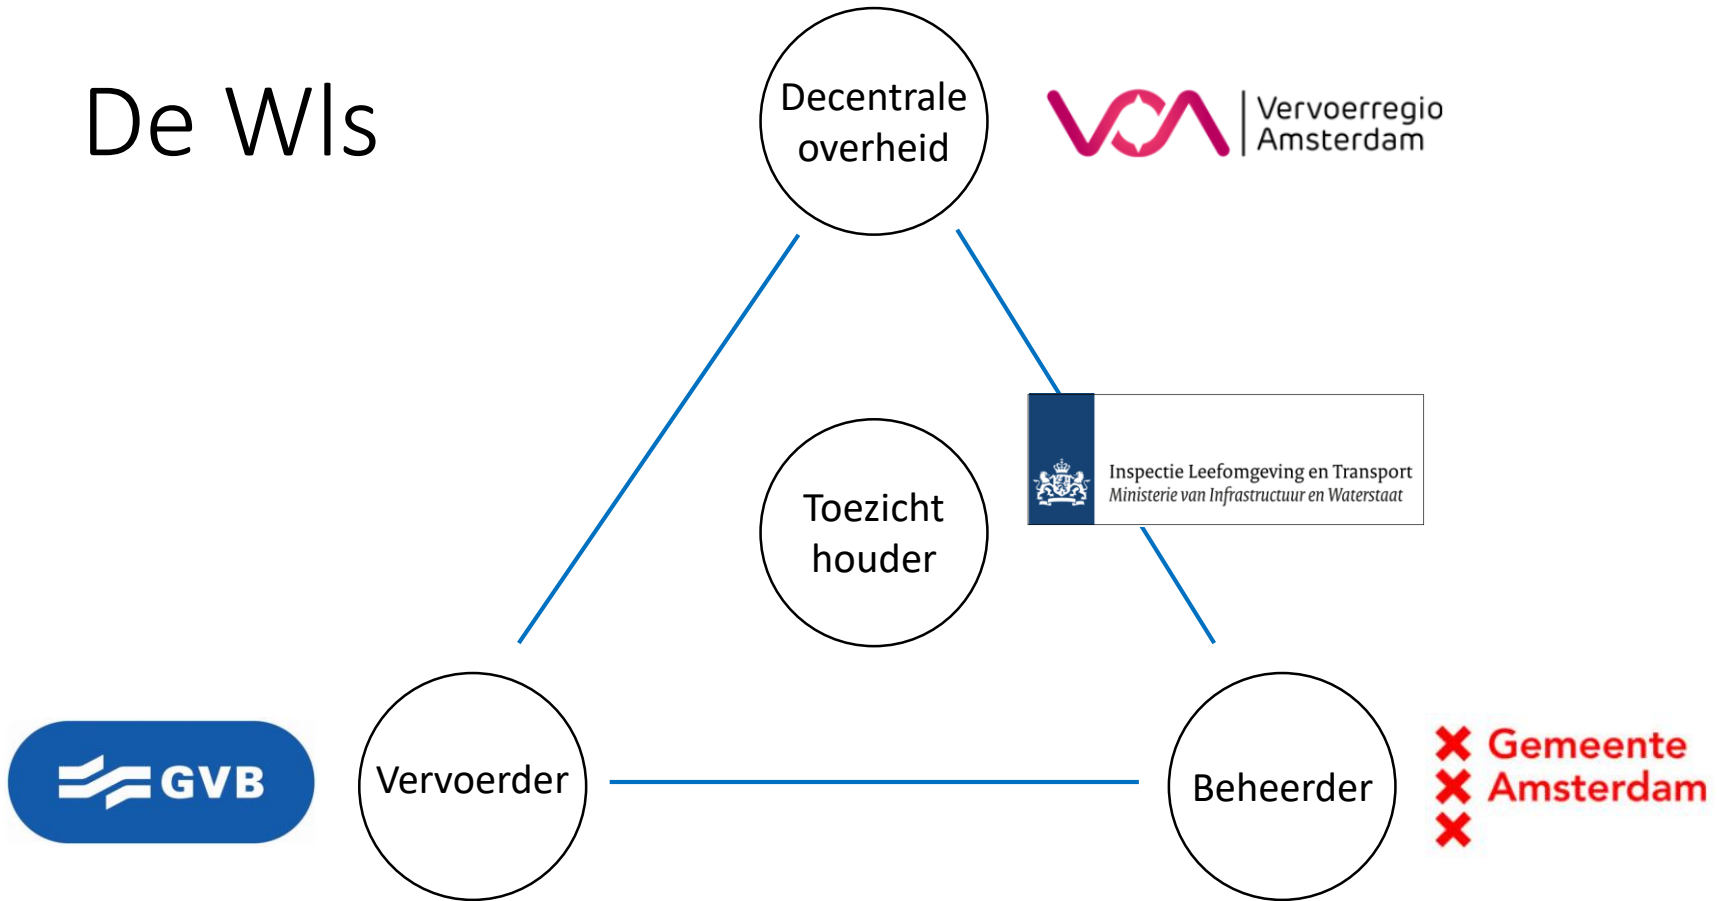 De Wls
Decentrale
overheid
Vervoerregio
Amsterdam
Inspectie Leefomgeving en Transport
Ministerie van Infrastructuur en Waterstaat
Toezicht
houder
GVB
Vervoerder
Beheerder
Gemeente
Amsterdam